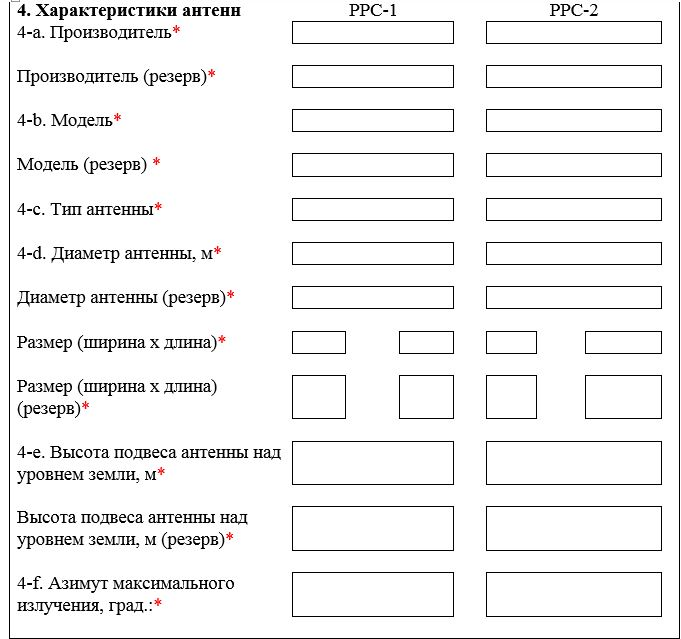 4. Характеристики антенн РРС-1 РРС-2
4-a. Производитель*
Производитель (резерв)*
4-b. Модель*
Модель (резерв) *
4-c. Тип антенны*
4-d. Диаметр антенны, м*
Диаметр антенны (резерв)*
Размер (ширина х длина)*
Размер (ширина х длина)
(резерв)*
4-e. Высота подвеса антенны над
уровнем земли, м*
Высота подвеса антенны над
уровнем земли, м (резерв)*
4-f. Азимут максимального
излучения, град.:*